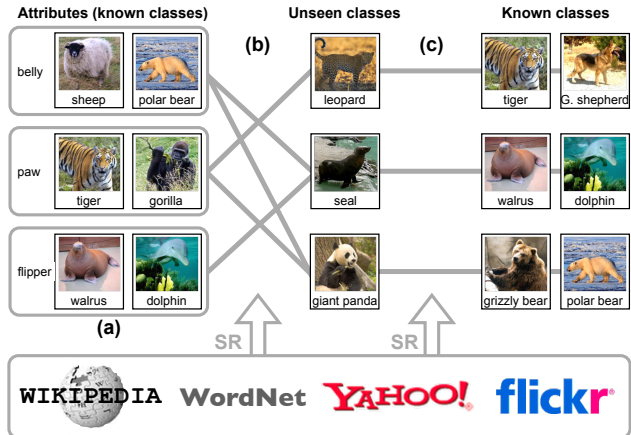 Attributes (known classes)
Unseen classes
Known classes
(b)
(c)
belly
sheep
polar bear
leopard
tiger
G. shepherd
paw
tiger
gorilla
seal
walrus
dolphin
flipper
walrus
dolphin
giant panda
grizzly bear
polar bear
(a)
SR
SR
WIKIPEDIA
WordNet
YAHOO!
flickr